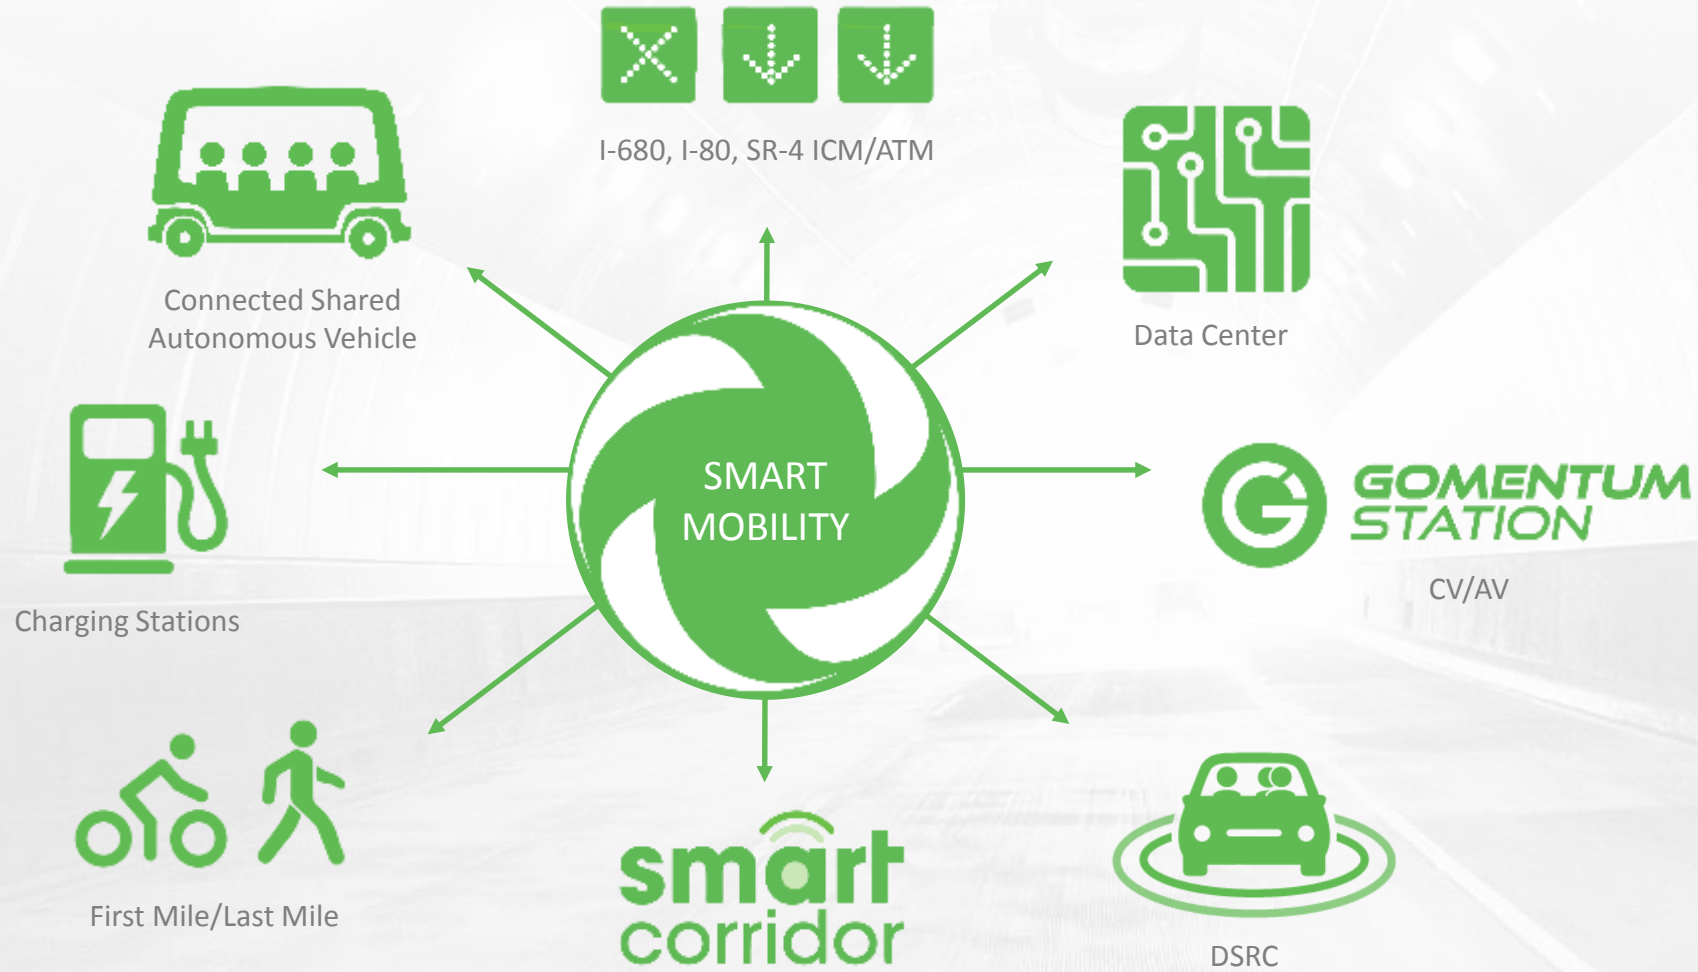 I-680, I-80, SR-4 ICM/ATM
Connected Shared
Autonomous Vehicle
Data Center
SMART
MOBILITY
GOMENTUM
STATION
CV/AV
Charging Stations
First Mile/Last Mile
smart
corridor
DSRC